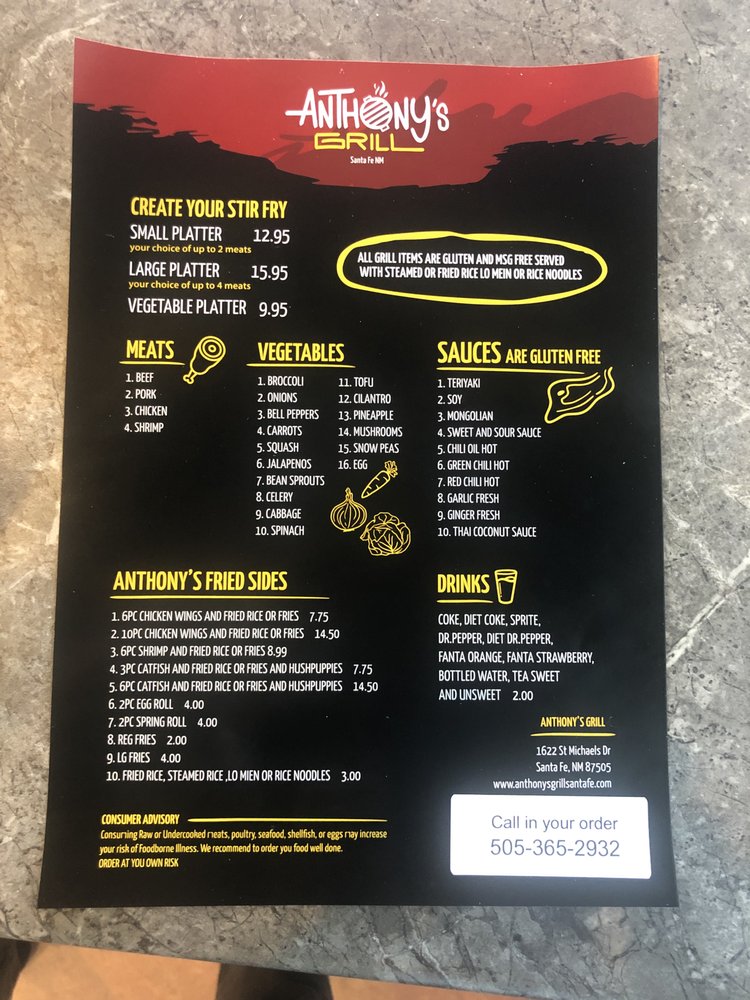 ANTHONY'S
GRILL
Santa Fe NM
CREATE YOUR STIR FRY
SMALL PLATTER 12.95
your choice of up to 2 meats
LARGE PLATTER 15.95
your choice of up to 4 meats
VEGETABLE PLATTER 9.95
ALL GRILL ITEMS ARE GLUTEN AND MSG FREE SERVED
WITH STEAMED OR FRIED RICE LO MEIN OR RICE NOODLES
MEATS
1. BEEF
2. PORK
3. CHICKEN
4. SHRIMP
VEGETABLES
1. BROCCOLI
2. ONIONS
3. BELL PEPPERS
4. CARROTS
5. SQUASH
6. JALAPENOS
7. BEAN SPROUTS
8. CELERY
9. CABBAGE
10. SPINACH
11. TOFU
12. CILANTRO
13. PINEAPPLE
14. MUSHROOMS
15. SNOW PEAS
16. EGG
SAUCES ARE GLUTEN FREE
1. TERIYAKI
2. SOY
3. MONGOLIAN
4. SWEET AND SOUR SAUCE
5. CHILI OIL HOT
6. GREEN CHILI HOT
7. RED CHILI HOT
8. GARLIC FRESH
9. GINGER FRESH
10. THAI COCONUT SAUCE
ANTHONY'S FRIED SIDES
1. 6PC CHICKEN WINGS AND FRIED RICE OR FRIES 7.75
2. 10PC CHICKEN WINGS AND FRIED RICE OR FRIES 14.50
3. 6PC SHRIMP AND FRIED RICE OR FRIES 8.99
4. 3PC CATFISH AND FRIED RICE OR FRIES AND HUSHPUPPIES 7.75
5. 6PC CATFISH AND FRIED RICE OR FRIES AND HUSHPUPPIES 14.50
6. 2PC EGG ROLL 4.00
7. 2PC SPRING ROLL 4.00
8. REG FRIES 2.00
9. LG FRIES 4.00
10. FRIED RICE, STEAMED RICE ,LO MIEN OR RICE NOODLES 3.00
DRINKS
COKE, DIET COKE, SPRITE,
DR.PEPPER, DIET DR.PEPPER,
FANTA ORANGE, FANTA STRAWBERRY,
BOTTLED WATER, TEA SWEET
AND UNSWEET 2.00
ANTHONY'S GRILL
1622 St Michaels Dr
Santa Fe, NM 87505
www.anthonysgrillsantafe.com
Call in your order
505-365-2932
CONSUMER ADVISORY
Consuming Raw or Undercooked meats, poultry, seafood, shellfish, or eggs may increase
your risk of Foodborne Illness. We recommend to order you food well done.
ORDER AT YOU OWN RISK